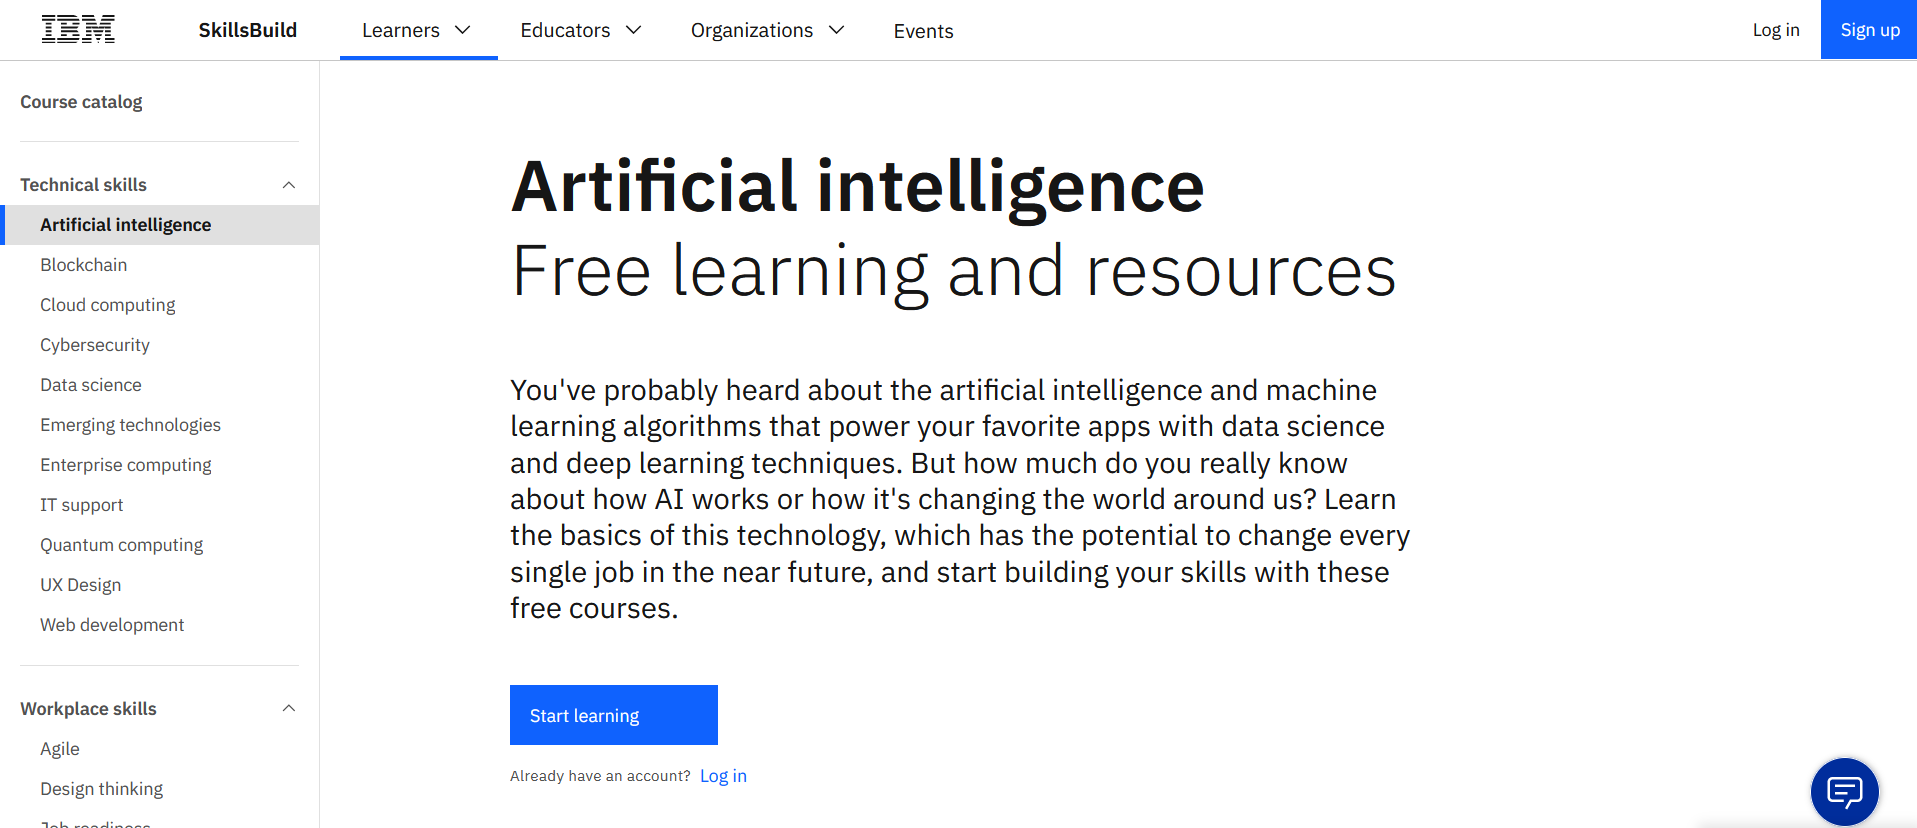 IBM
SkillsBuild
Learners
Educators
Organizations
Events
Log in
Sign up
Course catalog
Technical skills
Artificial intelligence
Blockchain
Cloud computing
Cybersecurity
Data science
Emerging technologies
Enterprise computing
IT support
Quantum computing
UX Design
Web development
Workplace skills
Agile
Design thinking
Job readiness
Artificial intelligence
Free learning and resources
You've probably heard about the artificial intelligence and machine
learning algorithms that power your favorite apps with data science
and deep learning techniques. But how much do you really know
about how AI works or how it's changing the world around us? Learn
the basics of this technology, which has the potential to change every
single job in the near future, and start building your skills with these
free courses.
Start learning
Already have an account? Log in